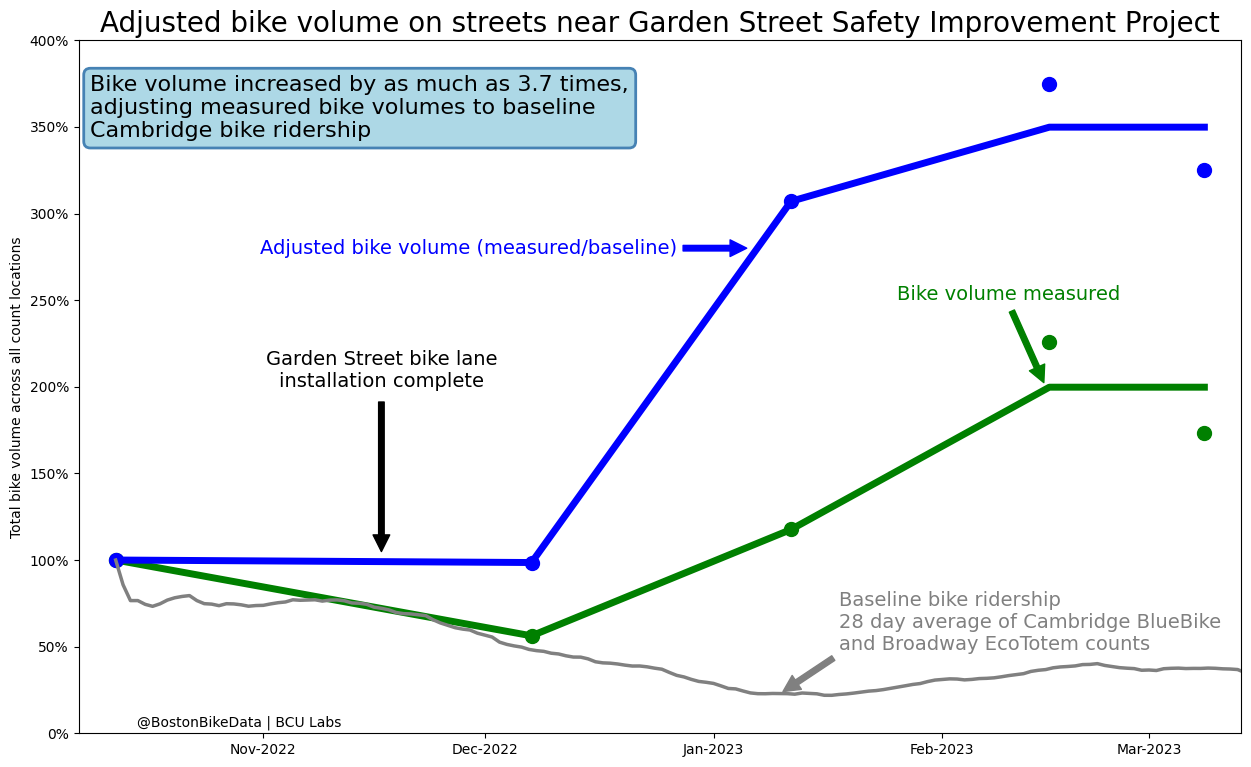 Adjusted bike volume on streets near Garden Street Safety Improvement Project
400%
350%
300%
250%
200%
150%
100%
50%
0%
Total bike volume across all count locations
Bike volume increased by as much as 3.7 times,
adjusting measured bike volumes to baseline
Cambridge bike ridership
Adjusted bike volume (measured/baseline)
Bike volume measured
Garden Street bike lane
installation complete
Baseline bike ridership
28 day average of Cambridge BlueBike
and Broadway EcoTotem counts
@BostonBikeData | BCU Labs
Nov-2022
Dec-2022
Jan-2023
Feb-2023
Mar-2023